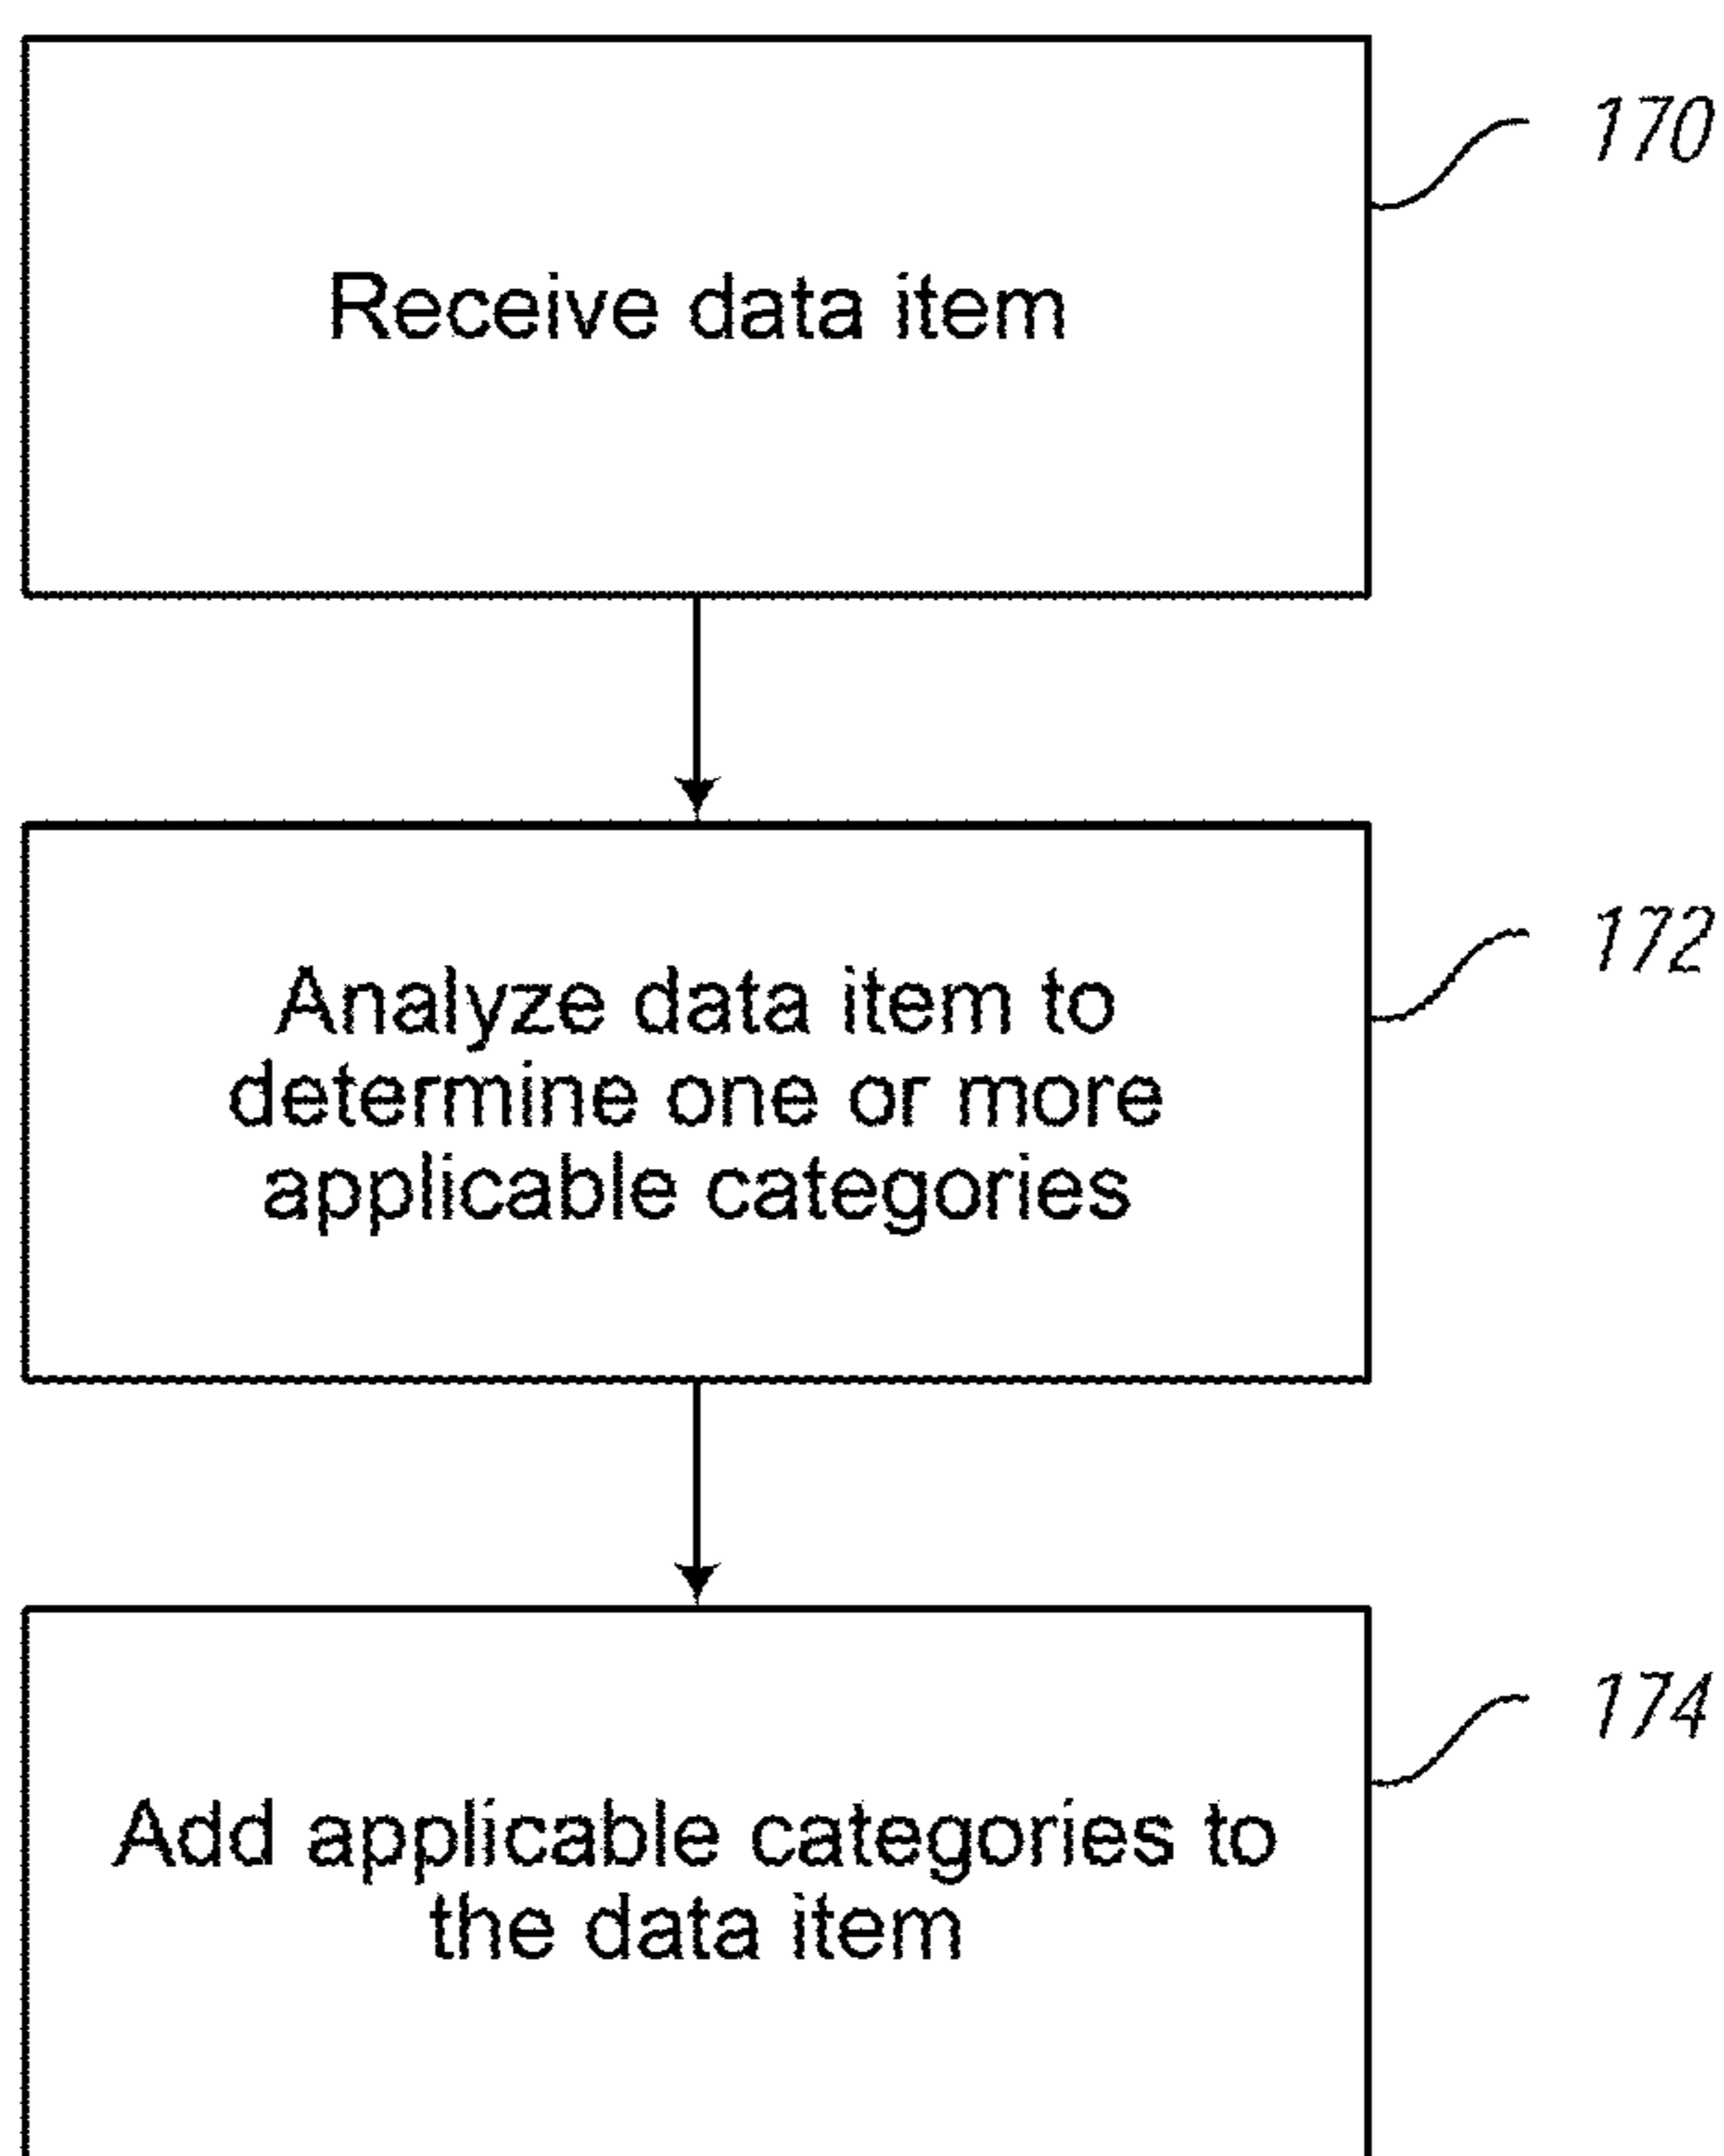 170
Receive data item
172
Analyze data item to
determine one or more
applicable categories
174
Add applicable categories to
the data item